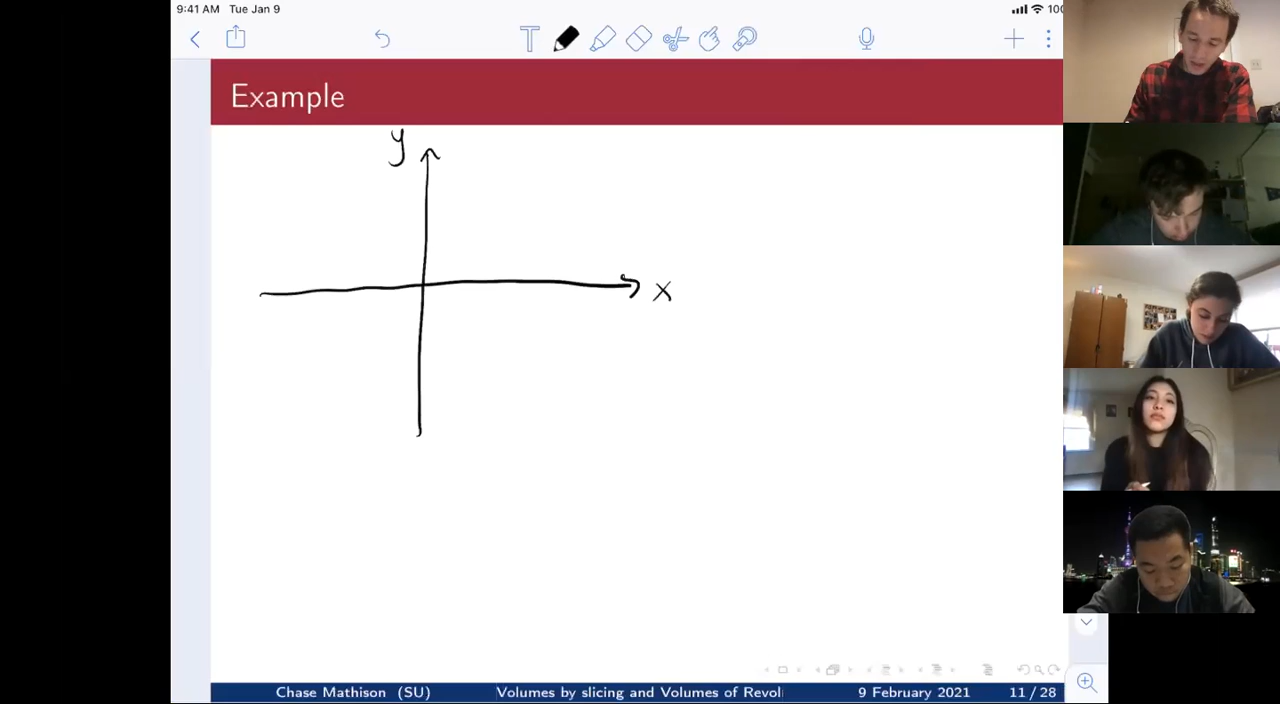 9:41 AM Tue Jan 9
100
Example
y
x
Chase Mathison (SU) Volumes by slicing and Volumes of Revol 9 February 2021 11 / 28